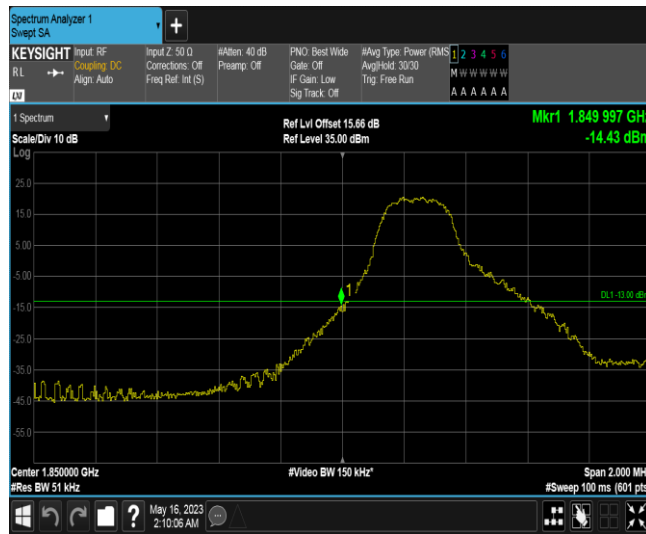 Spectrum Analyzer 1
Swept SA
KEYSIGHT
RL
LXI
Input: RF
Coupling: DC
Align: Auto
Input Z: 50 Ω
Corrections: Off
Freq Ref: Int (S)
#Atten: 40 dB
Preamp: Off
PNO: Best Wide
Gate: Off
IF Gain: Low
Sig Track: Off
#Avg Type: Power (RMS
Avg|Hold: 30/30
Trig: Free Run
1 2 3 4 5 6
M W W W W W
A A A A A A
1 Spectrum
Scale/Div 10 dB
Ref Lvl Offset 15.66 dB
Ref Level 35.00 dBm
Mkr1 1.849 997 GHz
-14.43 dBm
Log
25.0
15.0
5.00
-5.00
-15.0
-25.0
-35.0
-45.0
-55.0
1
DL1 -13.00 dBm
Center 1.850000 GHz
#Res BW 51 kHz
#Video BW 150 kHz*
Span 2.000 MH
#Sweep 100 ms (601 pts
May 16, 2023
2:10:06 AM